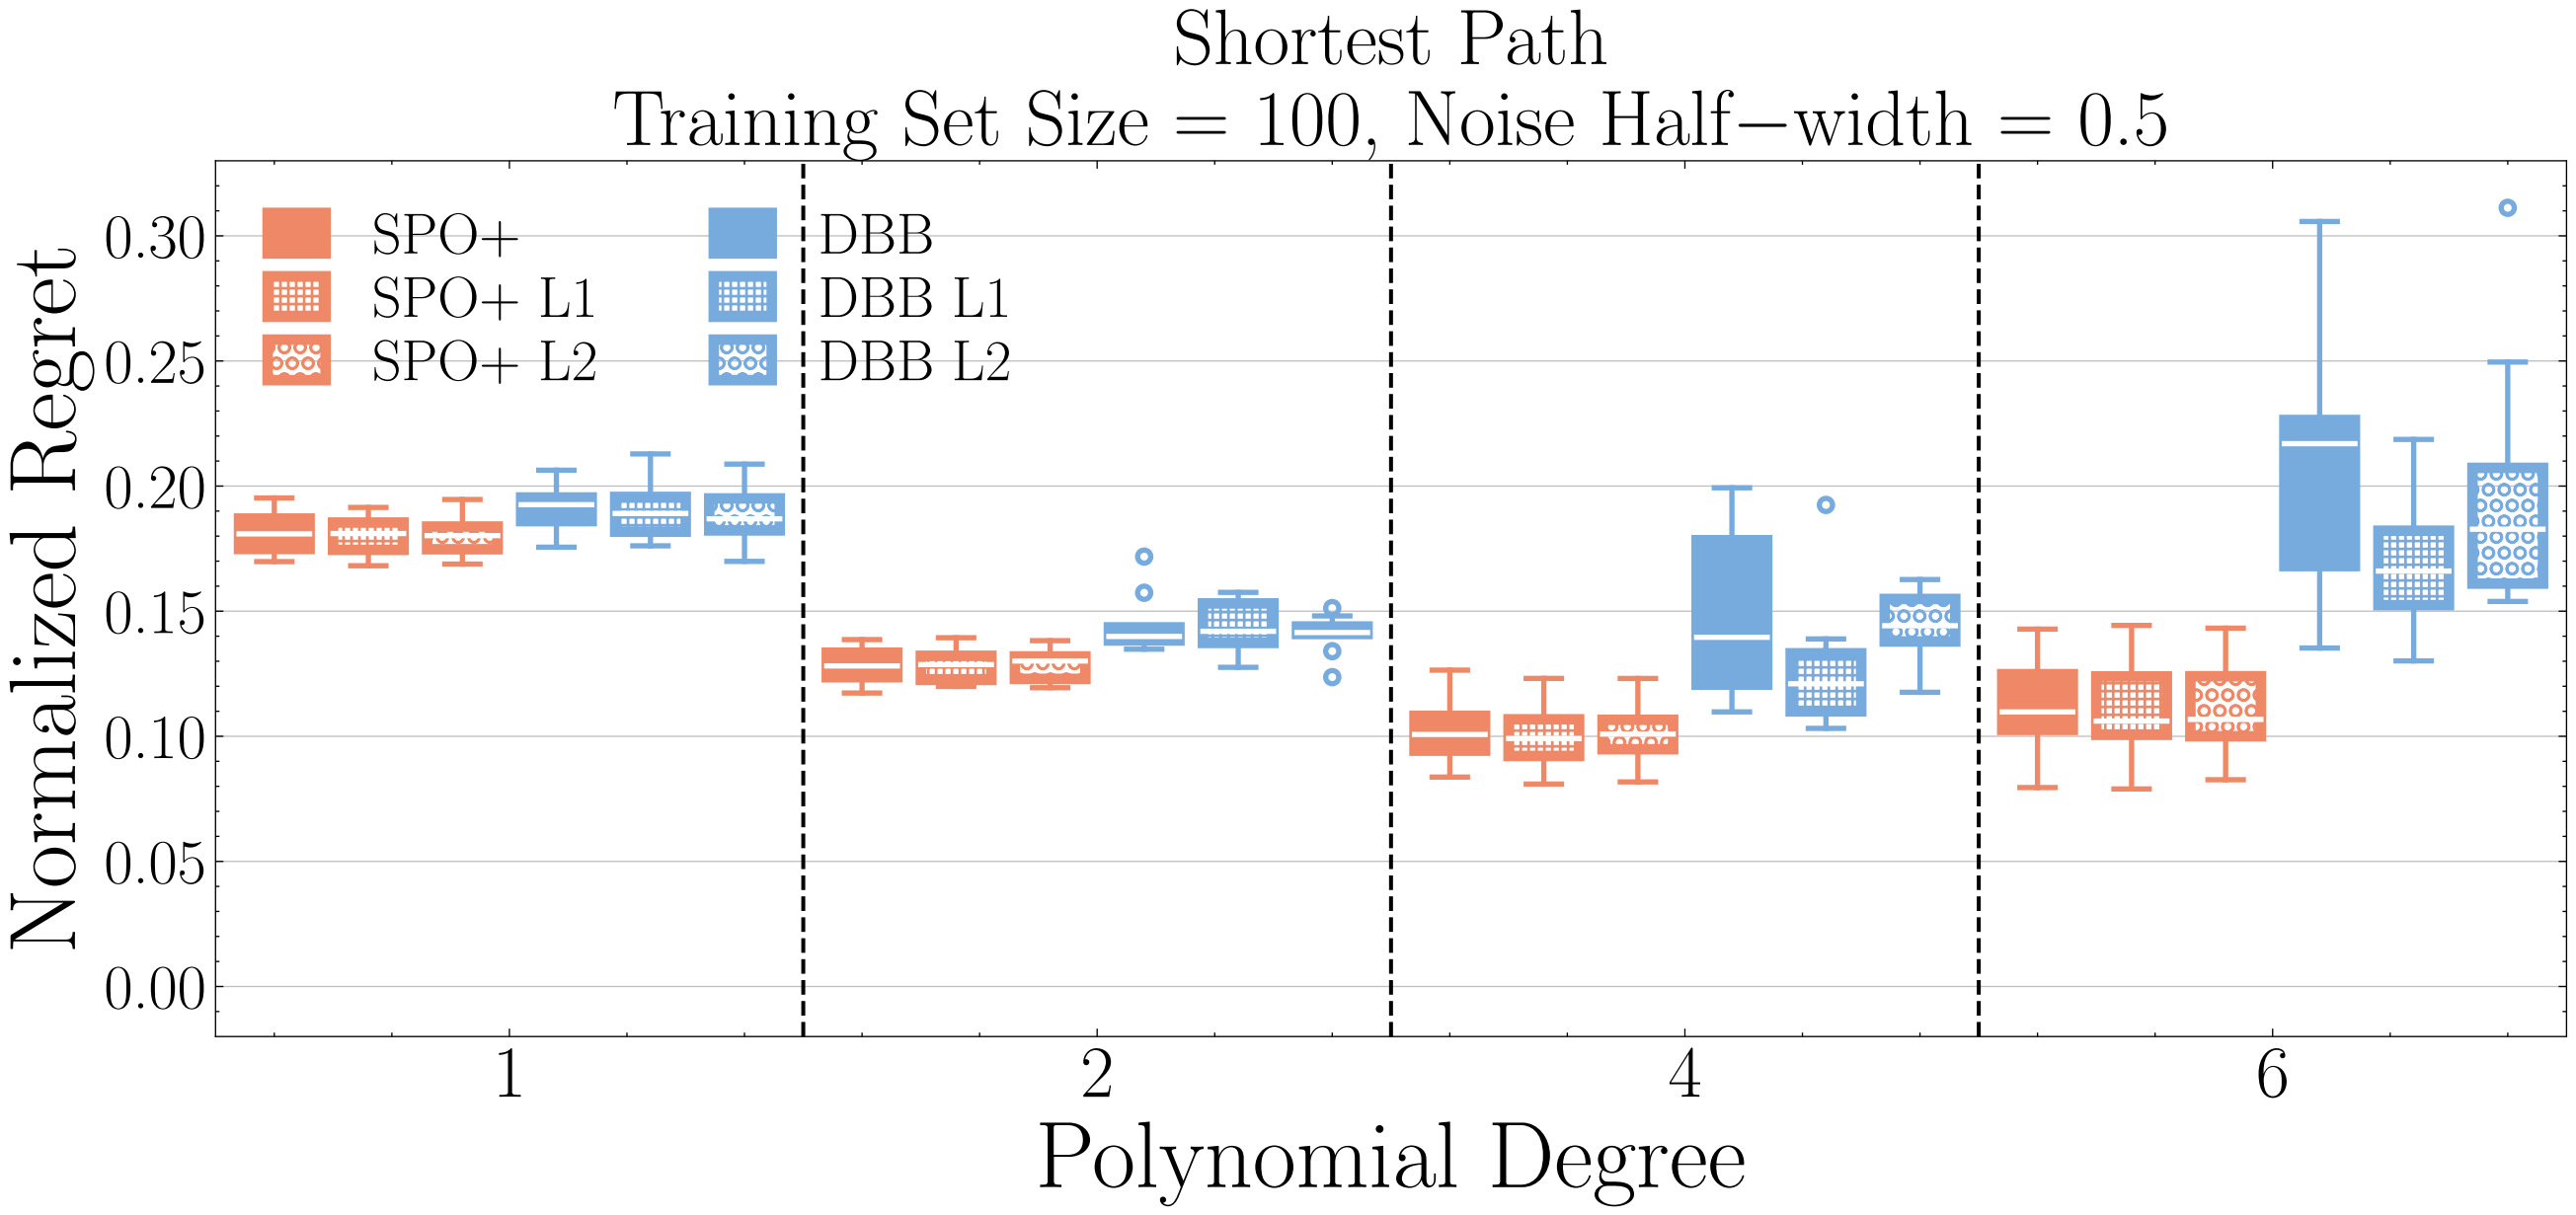 Shortest Path
Training Set Size = 100, Noise Half−width = 0.5
Normalized Regret
0.30
0.25
0.20
0.15
0.10
0.05
0.00
SPO+
SPO+ L1
SPO+ L2
DBB
DBB L1
DBB L2
1 2 4 6
Polynomial Degree